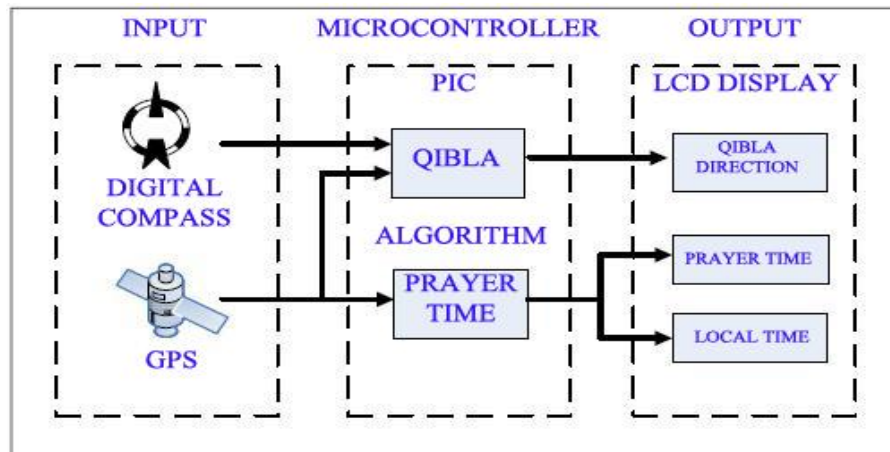 INPUT
MICROCONTROLLER
OUTPUT
DIGITAL
COMPASS
GPS
PIC
QIBLA
ALGORITHM
PRAYER
TIME
LCD DISPLAY
QIBLA
DIRECTION
PRAYER TIME
LOCAL TIME